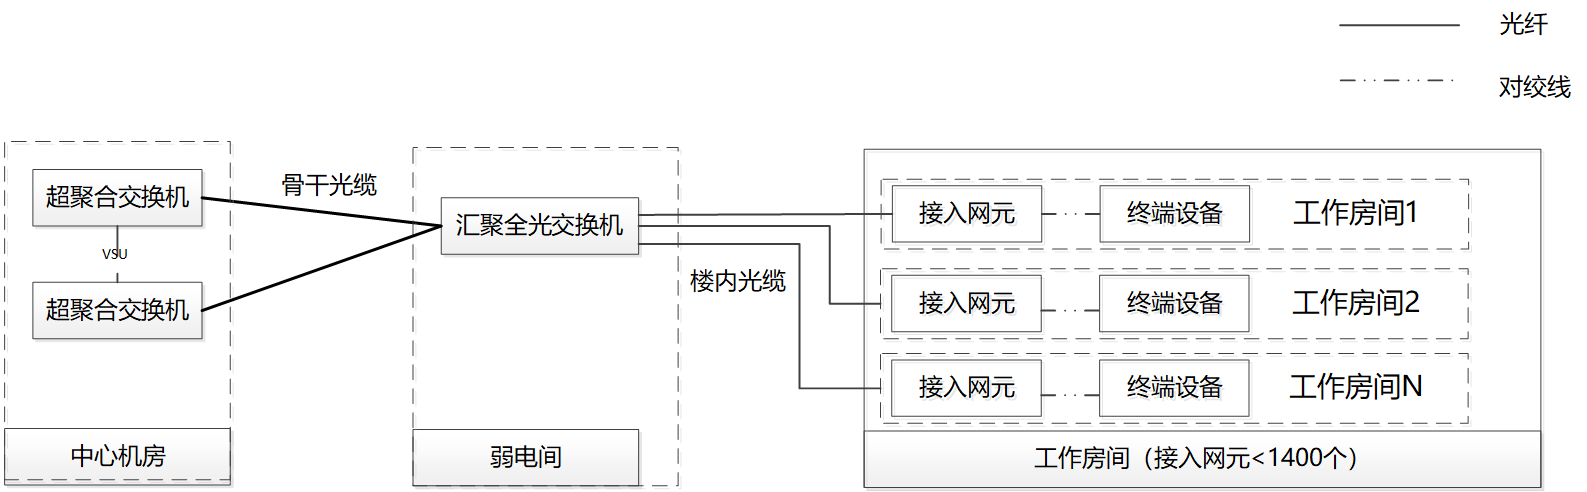 光纤
对绞线
超聚合交换机
VSU
超聚合交换机
中心机房
骨干光缆
汇聚全光交换机
弱电间
楼内光缆
接入网元
终端设备
工作房间1
接入网元
终端设备
工作房间2
接入网元
终端设备
工作房间N
工作房间（接入网元<1400个）